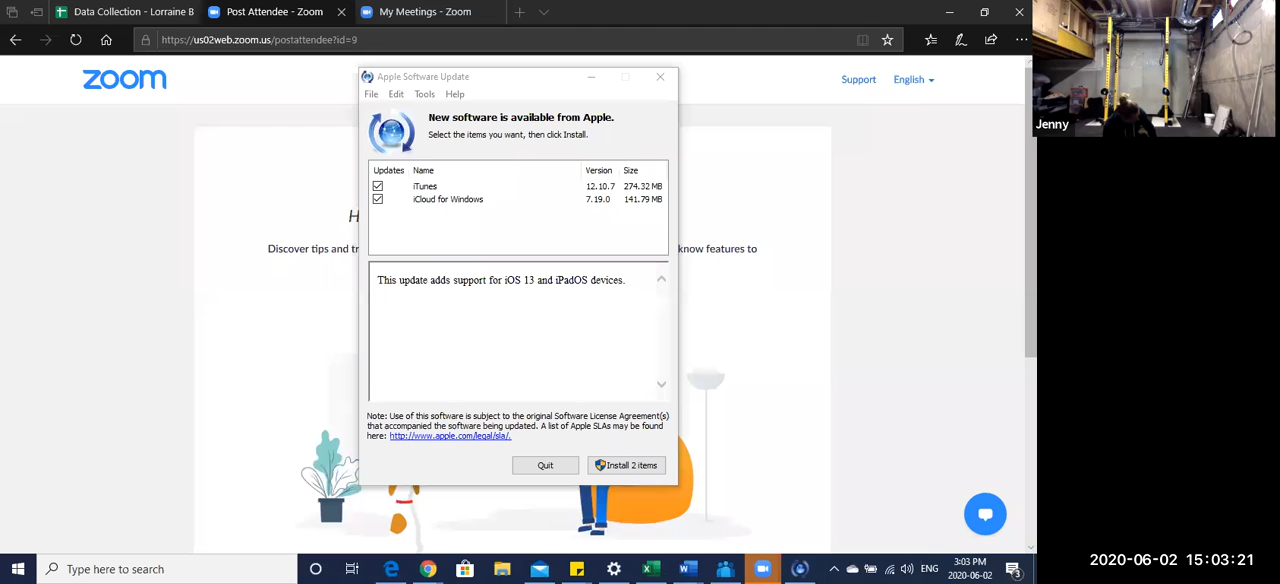 Data Collection - Lorraine B
Post Attendee - Zoom
My Meetings - Zoom
https://us02web.zoom.us/postattendee?id=9
zoom
Support
English
Apple Software Update
File Edit Tools Help
New software is available from Apple.
Select the items you want, then click Install.
Updates Name Version Size
iTunes 12.10.7 274.32 MB
iCloud for Windows 7.19.0 141.79 MB
H
Discover tips and tr
know features to
This update adds support for iOS 13 and iPadOS devices.
Note: Use of this software is subject to the original Software License Agreement(s)
that accompanied the software being updated. A list of Apple SLAs may be found
here: http://www.apple.com/legal/sla/.
Quit
Install 2 items
Jenny
Type here to search
ENG
3:03 PM
2020-06-02
3
2020-06-02 15:03:21